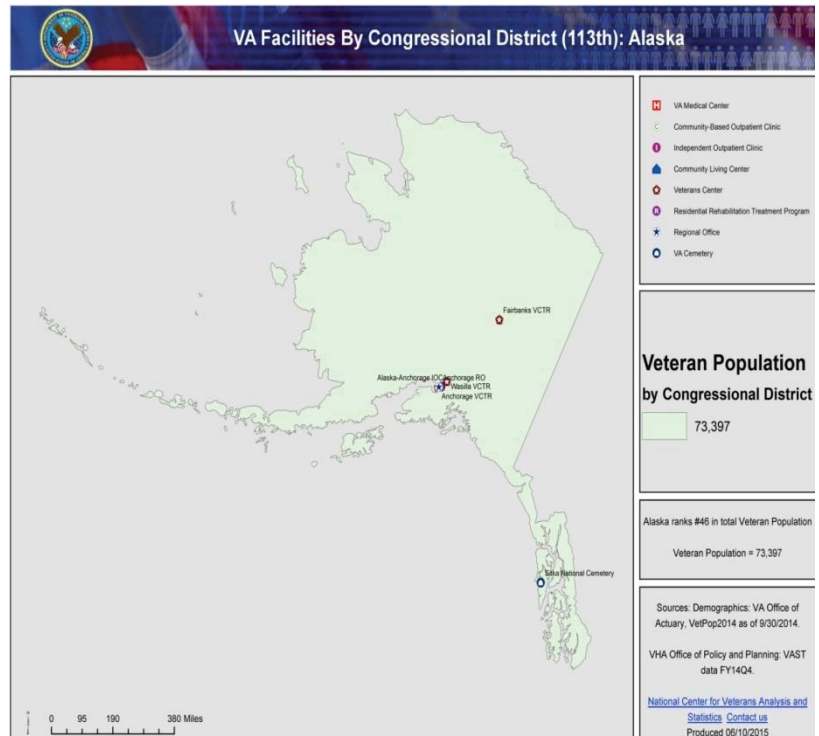 VA Facilities By Congressional District (113th): Alaska
VA Medical Center
Community-Based Outpatient Clinic
Independent Outpatient Clinic
Community Living Center
Veterans Center
Residential Rehabilitation Treatment Program
Regional Office
VA Cemetery
Fairbanks VCTR
Alaska-Anchorage IOC
Anchorage RO
Wasilla VCTR
Anchorage VCTR
Sitka National Cemetery
Veteran Population
by Congressional District
73,397
Alaska ranks #46 in total Veteran Population
Veteran Population = 73,397
Sources: Demographics: VA Office of
Actuary, VetPop2014 as of 9/30/2014.
VHA Office of Policy and Planning: VAST
data FY14Q4.
National Center for Veterans Analysis and
Statistics Contact us
Produced 06/10/2015
0 95 190 380 Miles